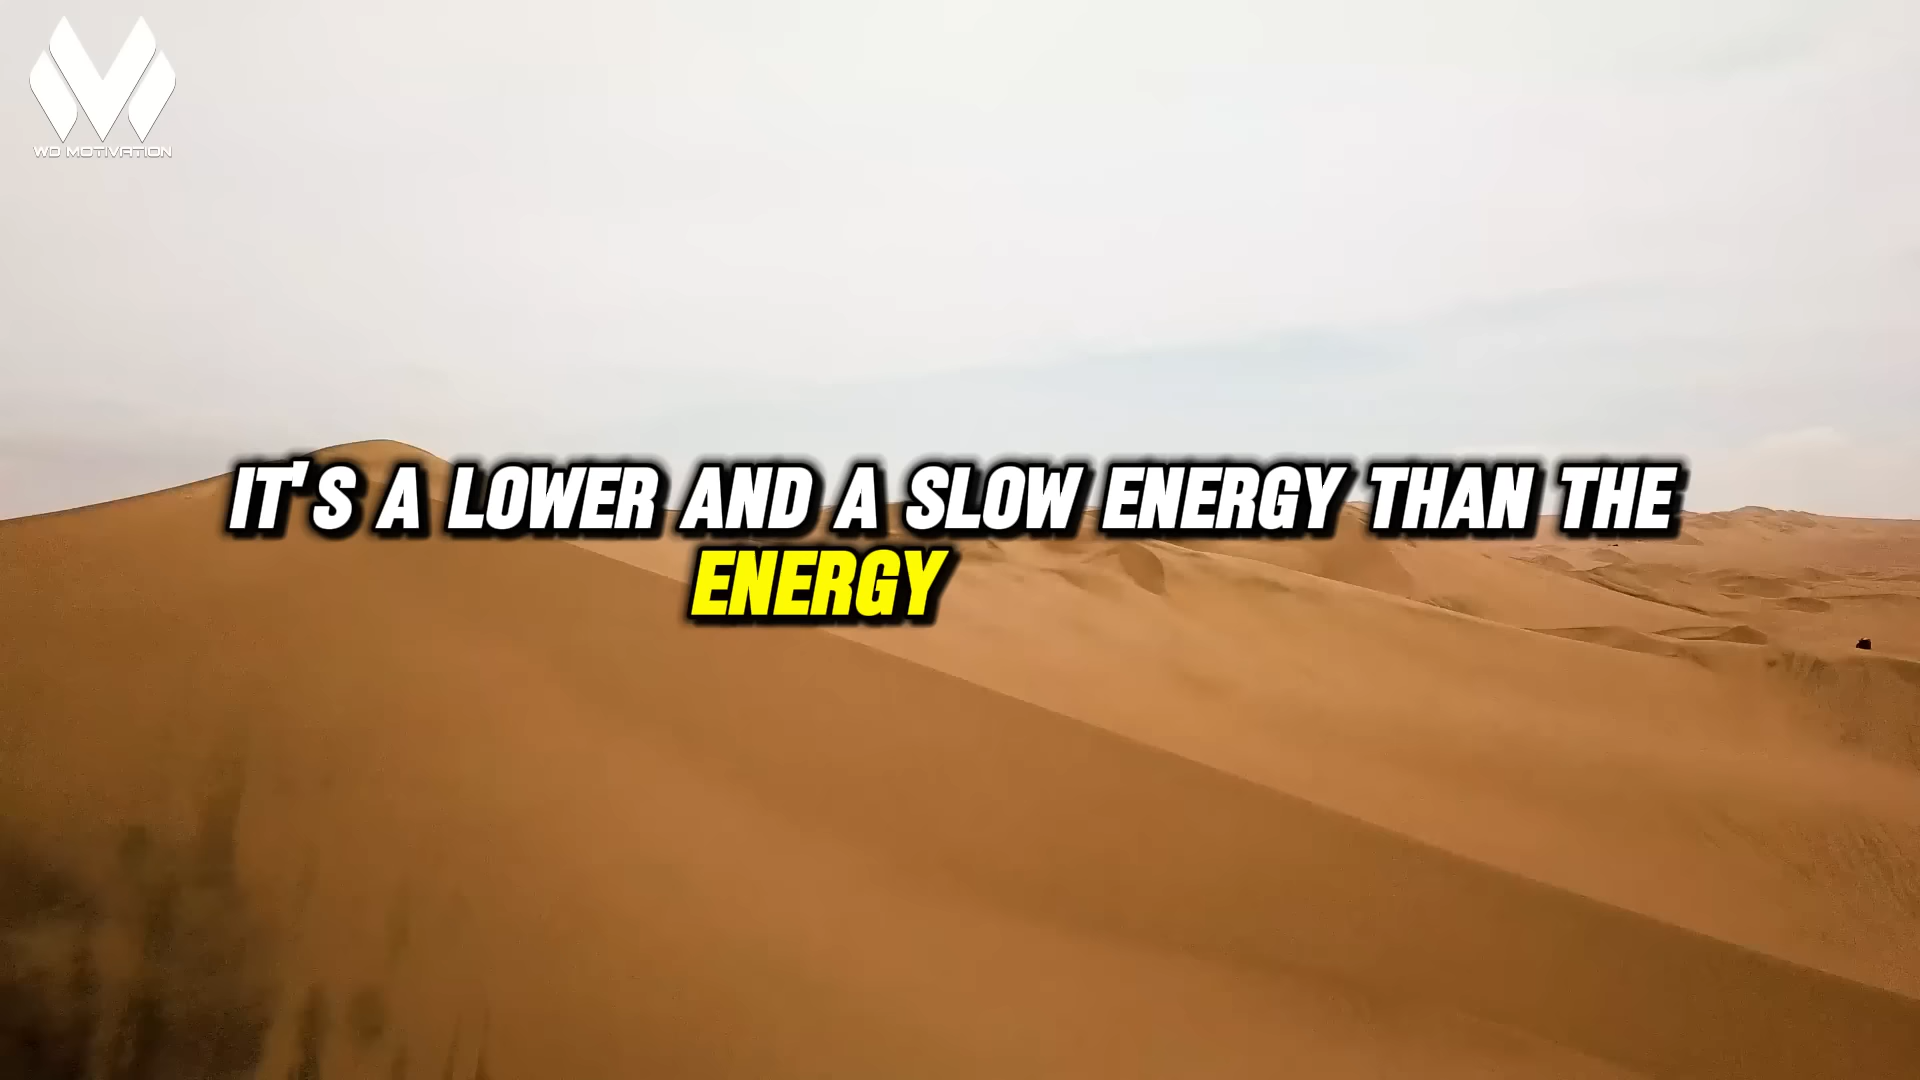 WD MOTIVATION
IT'S A LOWER AND A SLOW ENERGY THAN THE
ENERGY